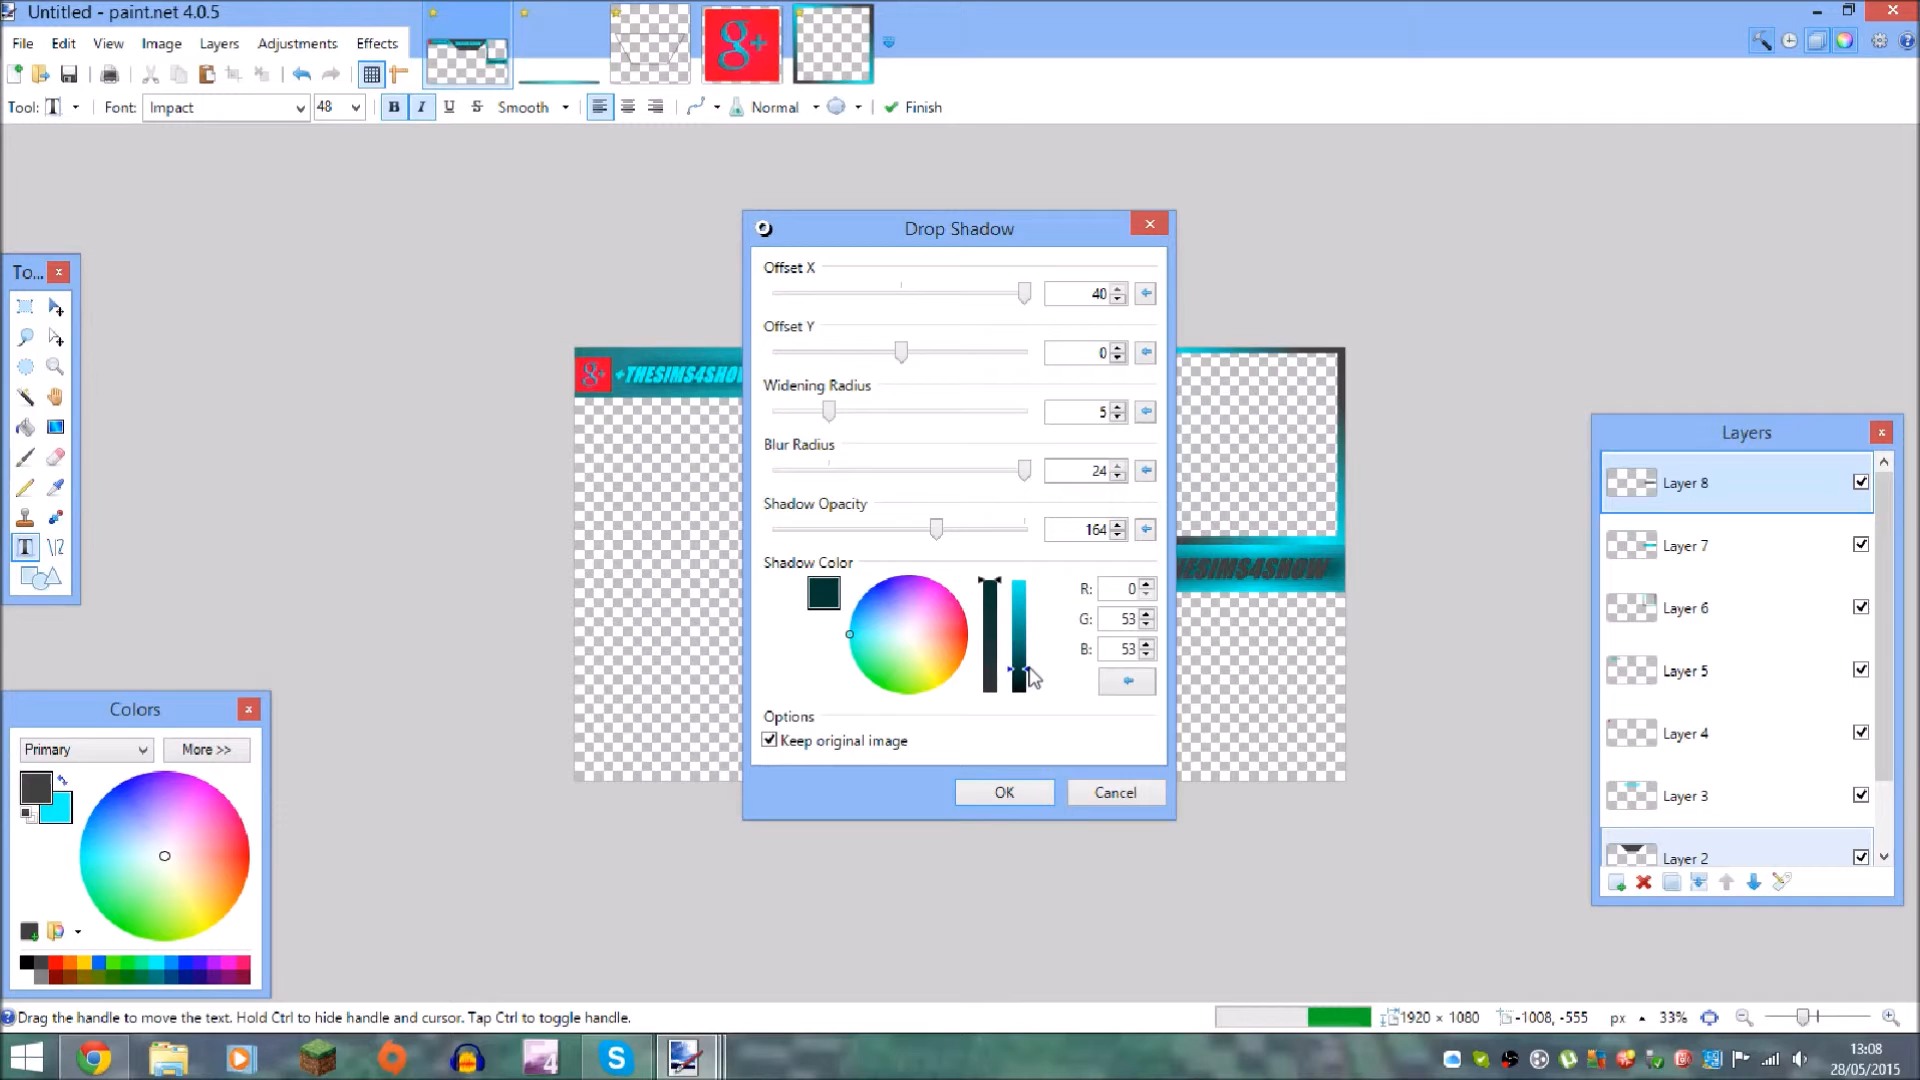 Untitled - paint.net 4.0.5
File Edit View Image Layers Adjustments Effects
Tool: T Font: Impact 48 B I U S Smooth Normal Finish
g+
To...
T
Drop Shadow
Offset X
40
Offset Y
0
Widening Radius
5
Blur Radius
24
Shadow Opacity
164
Shadow Color
R: 0
G: 53
B: 53
Options
Keep original image
OK Cancel
g+ +THESIMS4SHOW
THESIMS4SHOW
Layers
Layer 8
Layer 7
Layer 6
Layer 5
Layer 4
Layer 3
Layer 2
Colors
Primary More >>
Drag the handle to move the text. Hold Ctrl to hide handle and cursor. Tap Ctrl to toggle handle.
1920 × 1080 -1008, -555 px 33%
13:08
28/05/2015